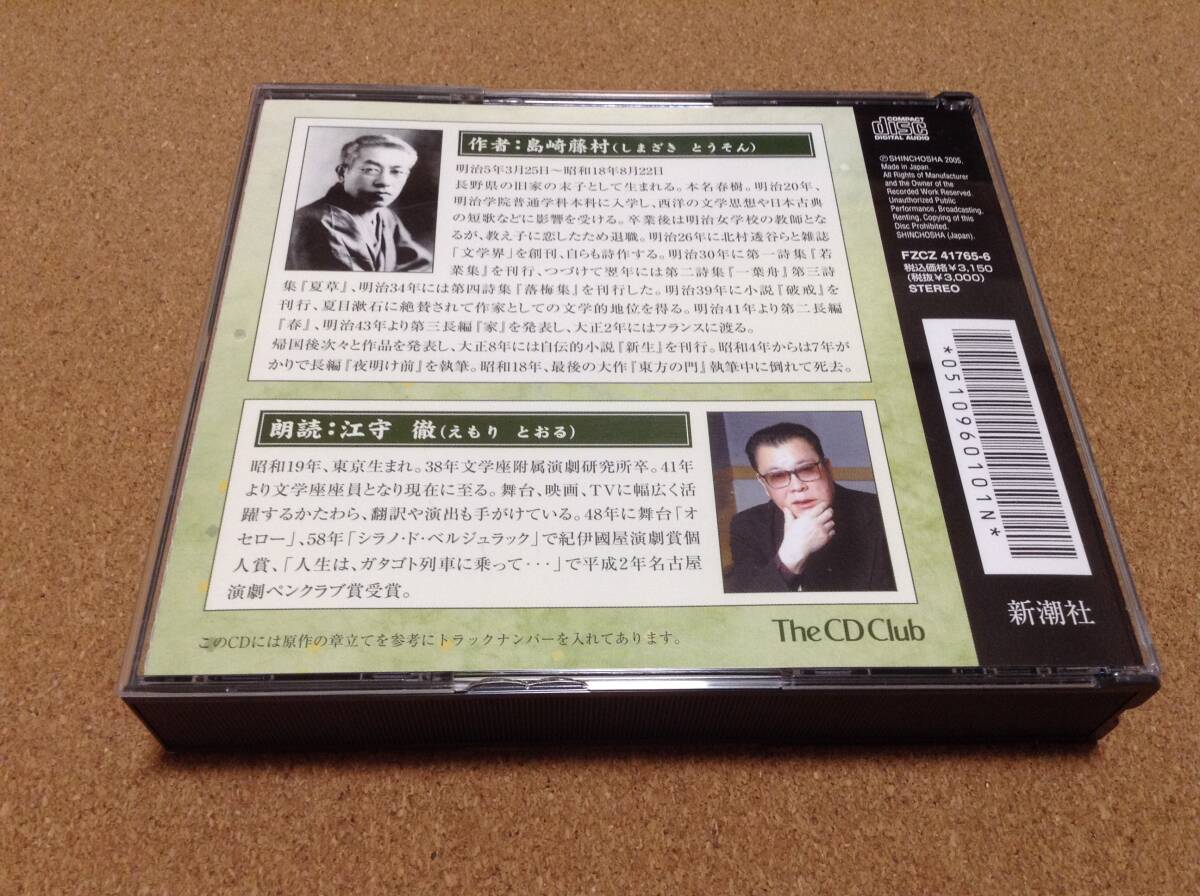 作者：島崎藤村（しまざき とうそん）
明治5年3月25日～昭和18年8月22日
長野県の旧家の末子として生まれる。本名春樹。明治20年、
明治学院普通学科本科に入学し、西洋の文学思想や日本古典
の短歌などに影響を受ける。卒業後は明治女学校の教師とな
るが、教え子に恋したため退職。明治26年に北村透谷らと雑誌
「文学界」を創刊、自らも詩作する。明治30年に第一詩集『若
菜集』を刊行、つづけて翌年には第二詩集『一葉舟』第三詩
集『夏草』、明治34年には第四詩集『落梅集』を刊行した。明治39年に小説『破戒』を
刊行、夏目漱石に絶賛されて作家としての文学的地位を得る。明治41年より第二長編
『春』、明治43年より第三長編『家』を発表し、大正2年にはフランスに渡る。
帰国後次々と作品を発表し、大正8年には自伝的小説『新生』を刊行。昭和4年からは7年が
かりで長編『夜明け前』を執筆。昭和18年、最後の大作『東方の門』執筆中に倒れて死去。
朗読：江守 徹（えもり とおる）
昭和19年、東京生まれ。38年文学座附属演劇研究所卒。41年
より文学座座員となり現在に至る。舞台、映画、TVに幅広く活
躍するかたわら、翻訳や演出も手がけている。48年に舞台「オ
セロー」、58年「シラノ・ド・ベルジュラック」で紀伊國屋演劇賞個
人賞、「人生は、ガタゴト列車に乗って・・・」で平成2年名古屋
演劇ペンクラブ賞受賞。
このCDには原作の章立てを参考にトラックナンバーを入れてあります。
The CD Club
COMPACT
disc
DIGITAL AUDIO
Ⓟ©SHINCHOSHA 2005,
Made in Japan.
All Rights of Manufacturer
and the Owner of the
Recorded Work Reserved.
Unauthorized Public
Performance, Broadcasting,
Renting, Copying of this
Disc Prohibited.
SHINCHOSHA (Japan).
FZCZ 41765-6
税込価格￥3,150
(税抜￥3,000)
STEREO
*0510960101N*
新潮社